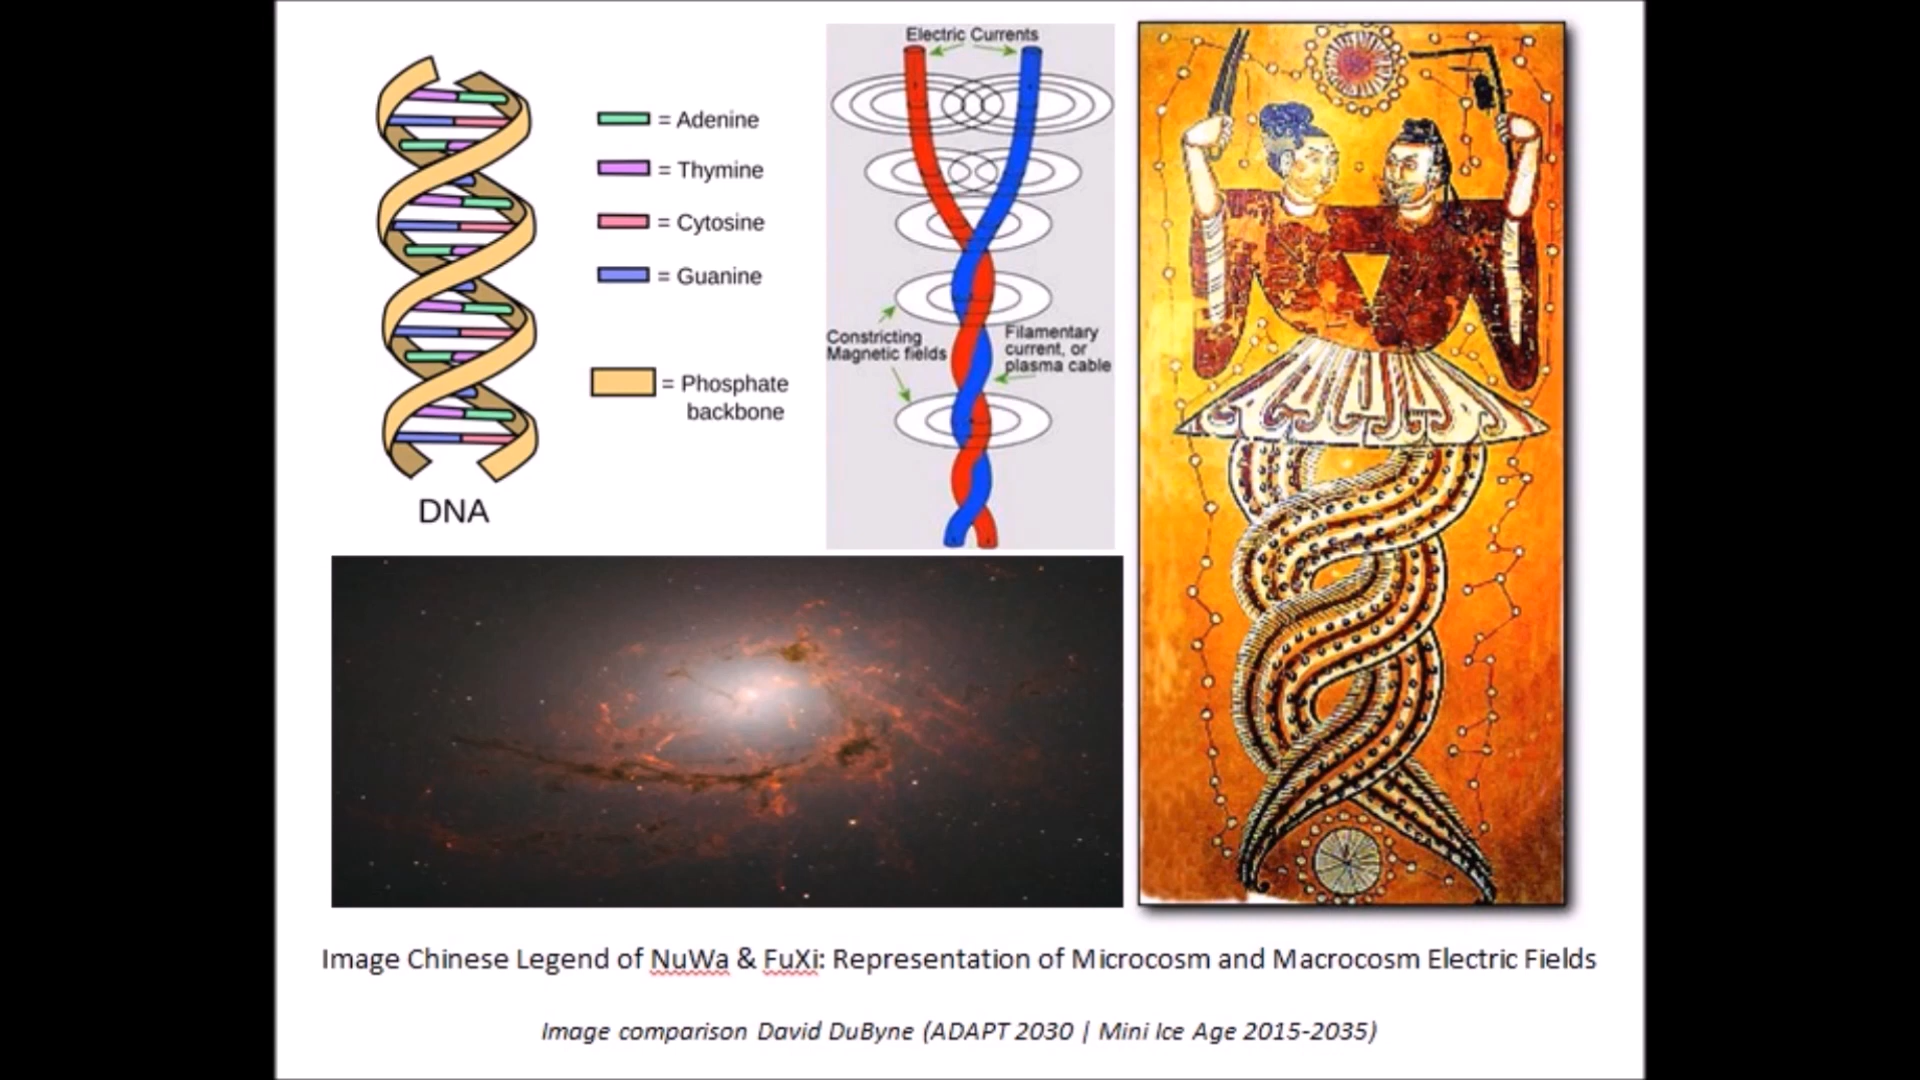 = Adenine
= Thymine
= Cytosine
= Guanine
= Phosphate
backbone
DNA
Electric Currents
Constricting
Magnetic fields
Filamentary
current, or
plasma cable
Image Chinese Legend of NuWa & FuXi: Representation of Microcosm and Macrocosm Electric Fields
Image comparison David DuByne (ADAPT 2030 | Mini Ice Age 2015-2035)